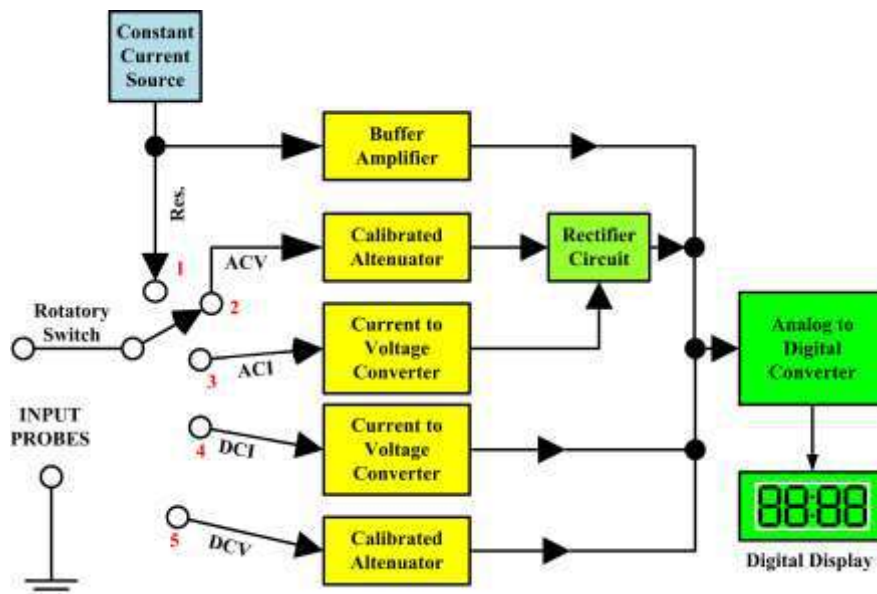 Constant
Current
Source
Buffer
Amplifier
Res.
1
ACV
Calibrated
Altenuator
Rectifier
Circuit
2
Rotatory
Switch
3
ACI
Current to
Voltage
Converter
Analog to
Digital
Converter
INPUT
PROBES
4
DCI
Current to
Voltage
Converter
88:88
5
DCV
Calibrated
Altenuator
Digital Display